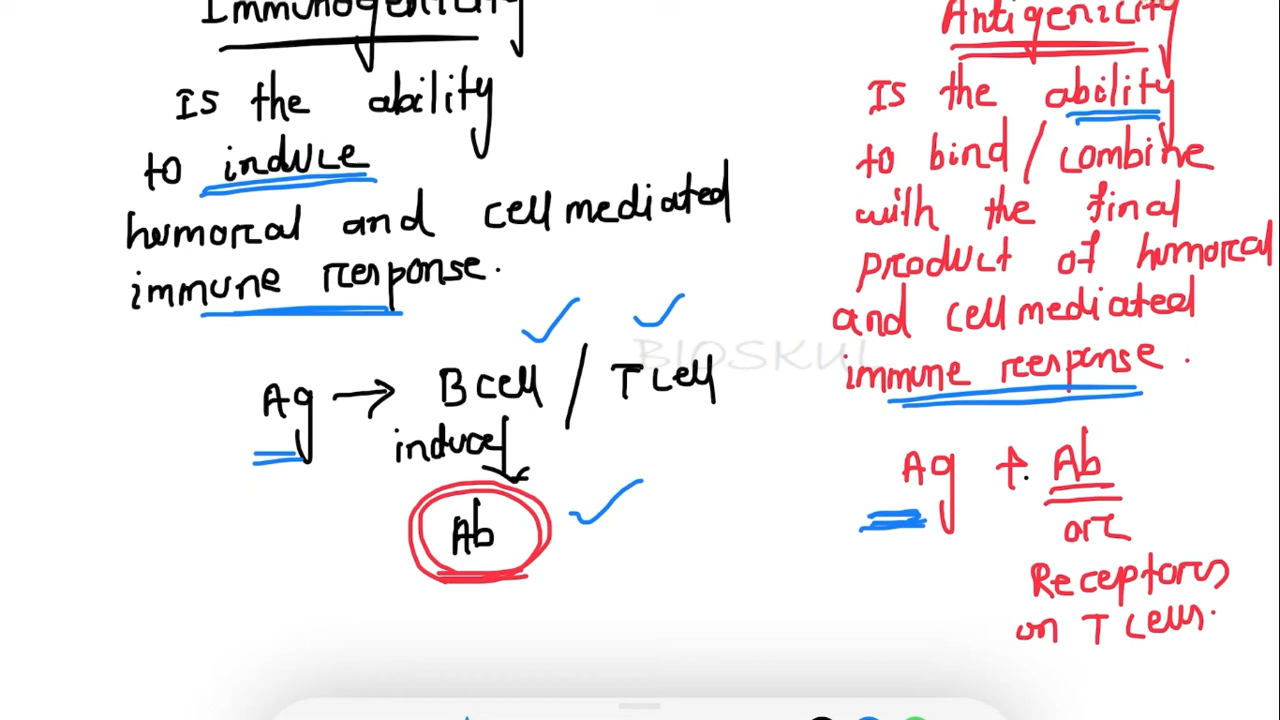 Immunogenicity
Is the ability
to induce
humoral and cell mediated
immune response.
Ag → B cell / T cell
induce
Ab
Antigenicity
Is the ability
to bind / combine
with the final
product of humoral
and cell mediated
immune response.
Ag + Ab
or
Receptors
on T cells.
BIOSKUL